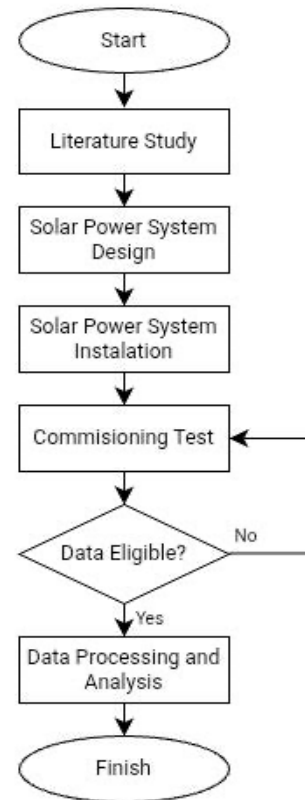 Start
Literature Study
Solar Power System
Design
Solar Power System
Instalation
Commisioning Test
Data Eligible?
No
Yes
Data Processing and
Analysis
Finish